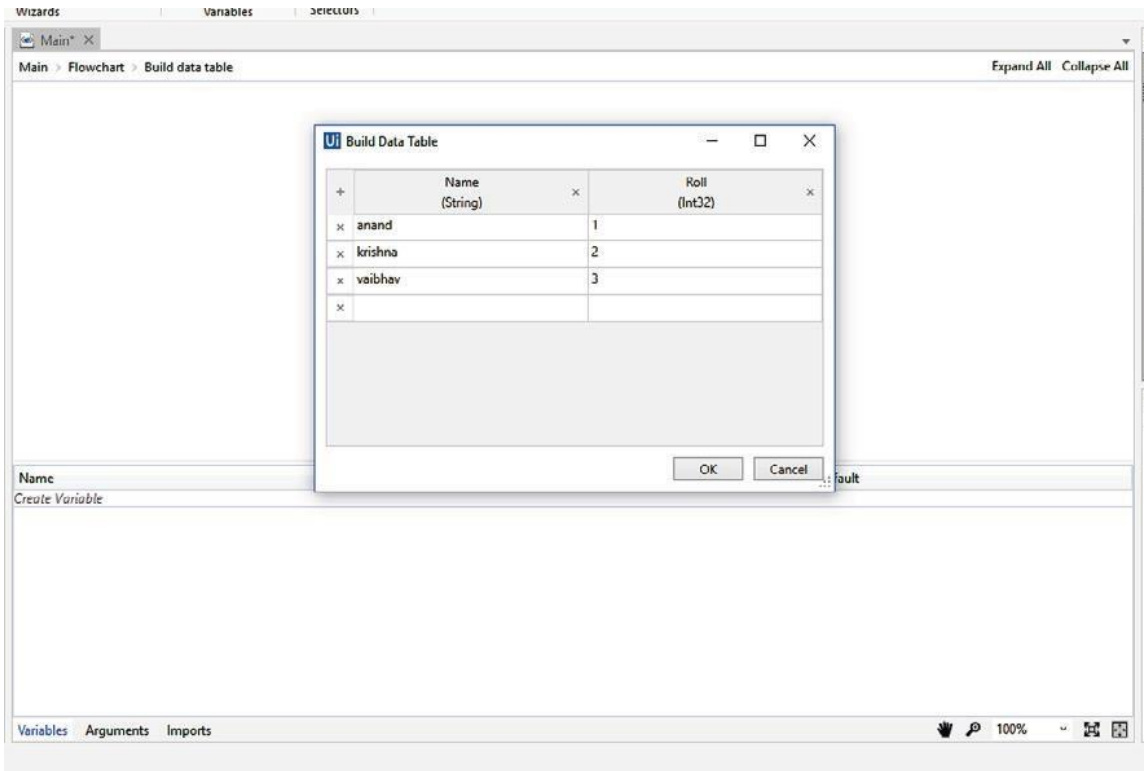 Wizards Variables Selectors
Main* ×
Main > Flowchart > Build data table Expand All Collapse All
Ui Build Data Table
Name Roll
(String) (Int32)
anand 1
krishna 2
vaibhav 3
OK Cancel
Name fault
Create Variable
Variables Arguments Imports 100%